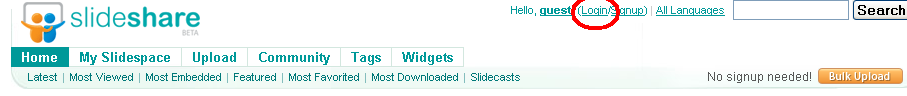 slideshare
BETA
Hello, guest (Login/Signup) | All Languages
Search
Home My Slidespace Upload Community Tags Widgets
Latest | Most Viewed | Most Embedded | Featured | Most Favorited | Most Downloaded | Slidecasts
No signup needed! Bulk Upload